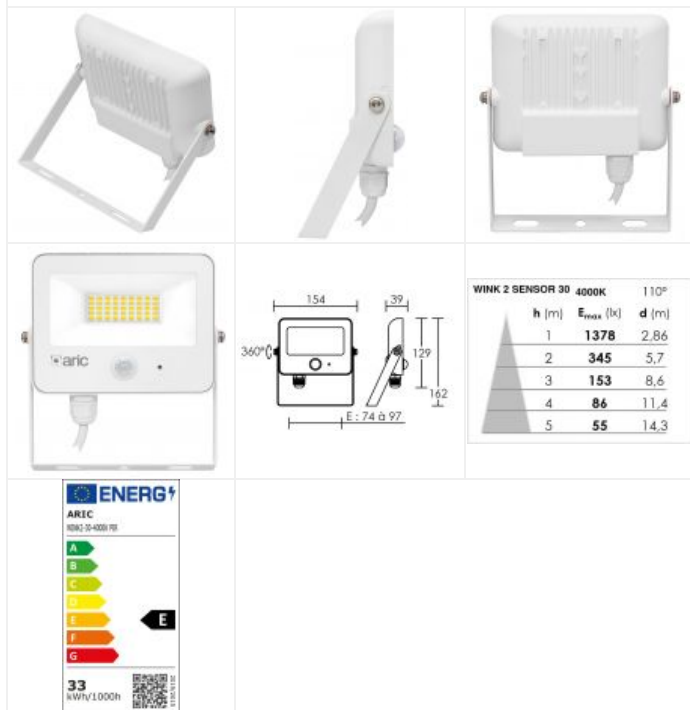 aric
154
39
360°
129
162
E : 74 à 97
WINK 2 SENSOR 30 4000K 110°
h (m) Emax (lx) d (m)
1 1378 2,86
2 345 5,7
3 153 8,6
4 86 11,4
5 55 14,3
ENERG
ARIC
A
B
C
D
E
F
G
E
33
kWh/1000h